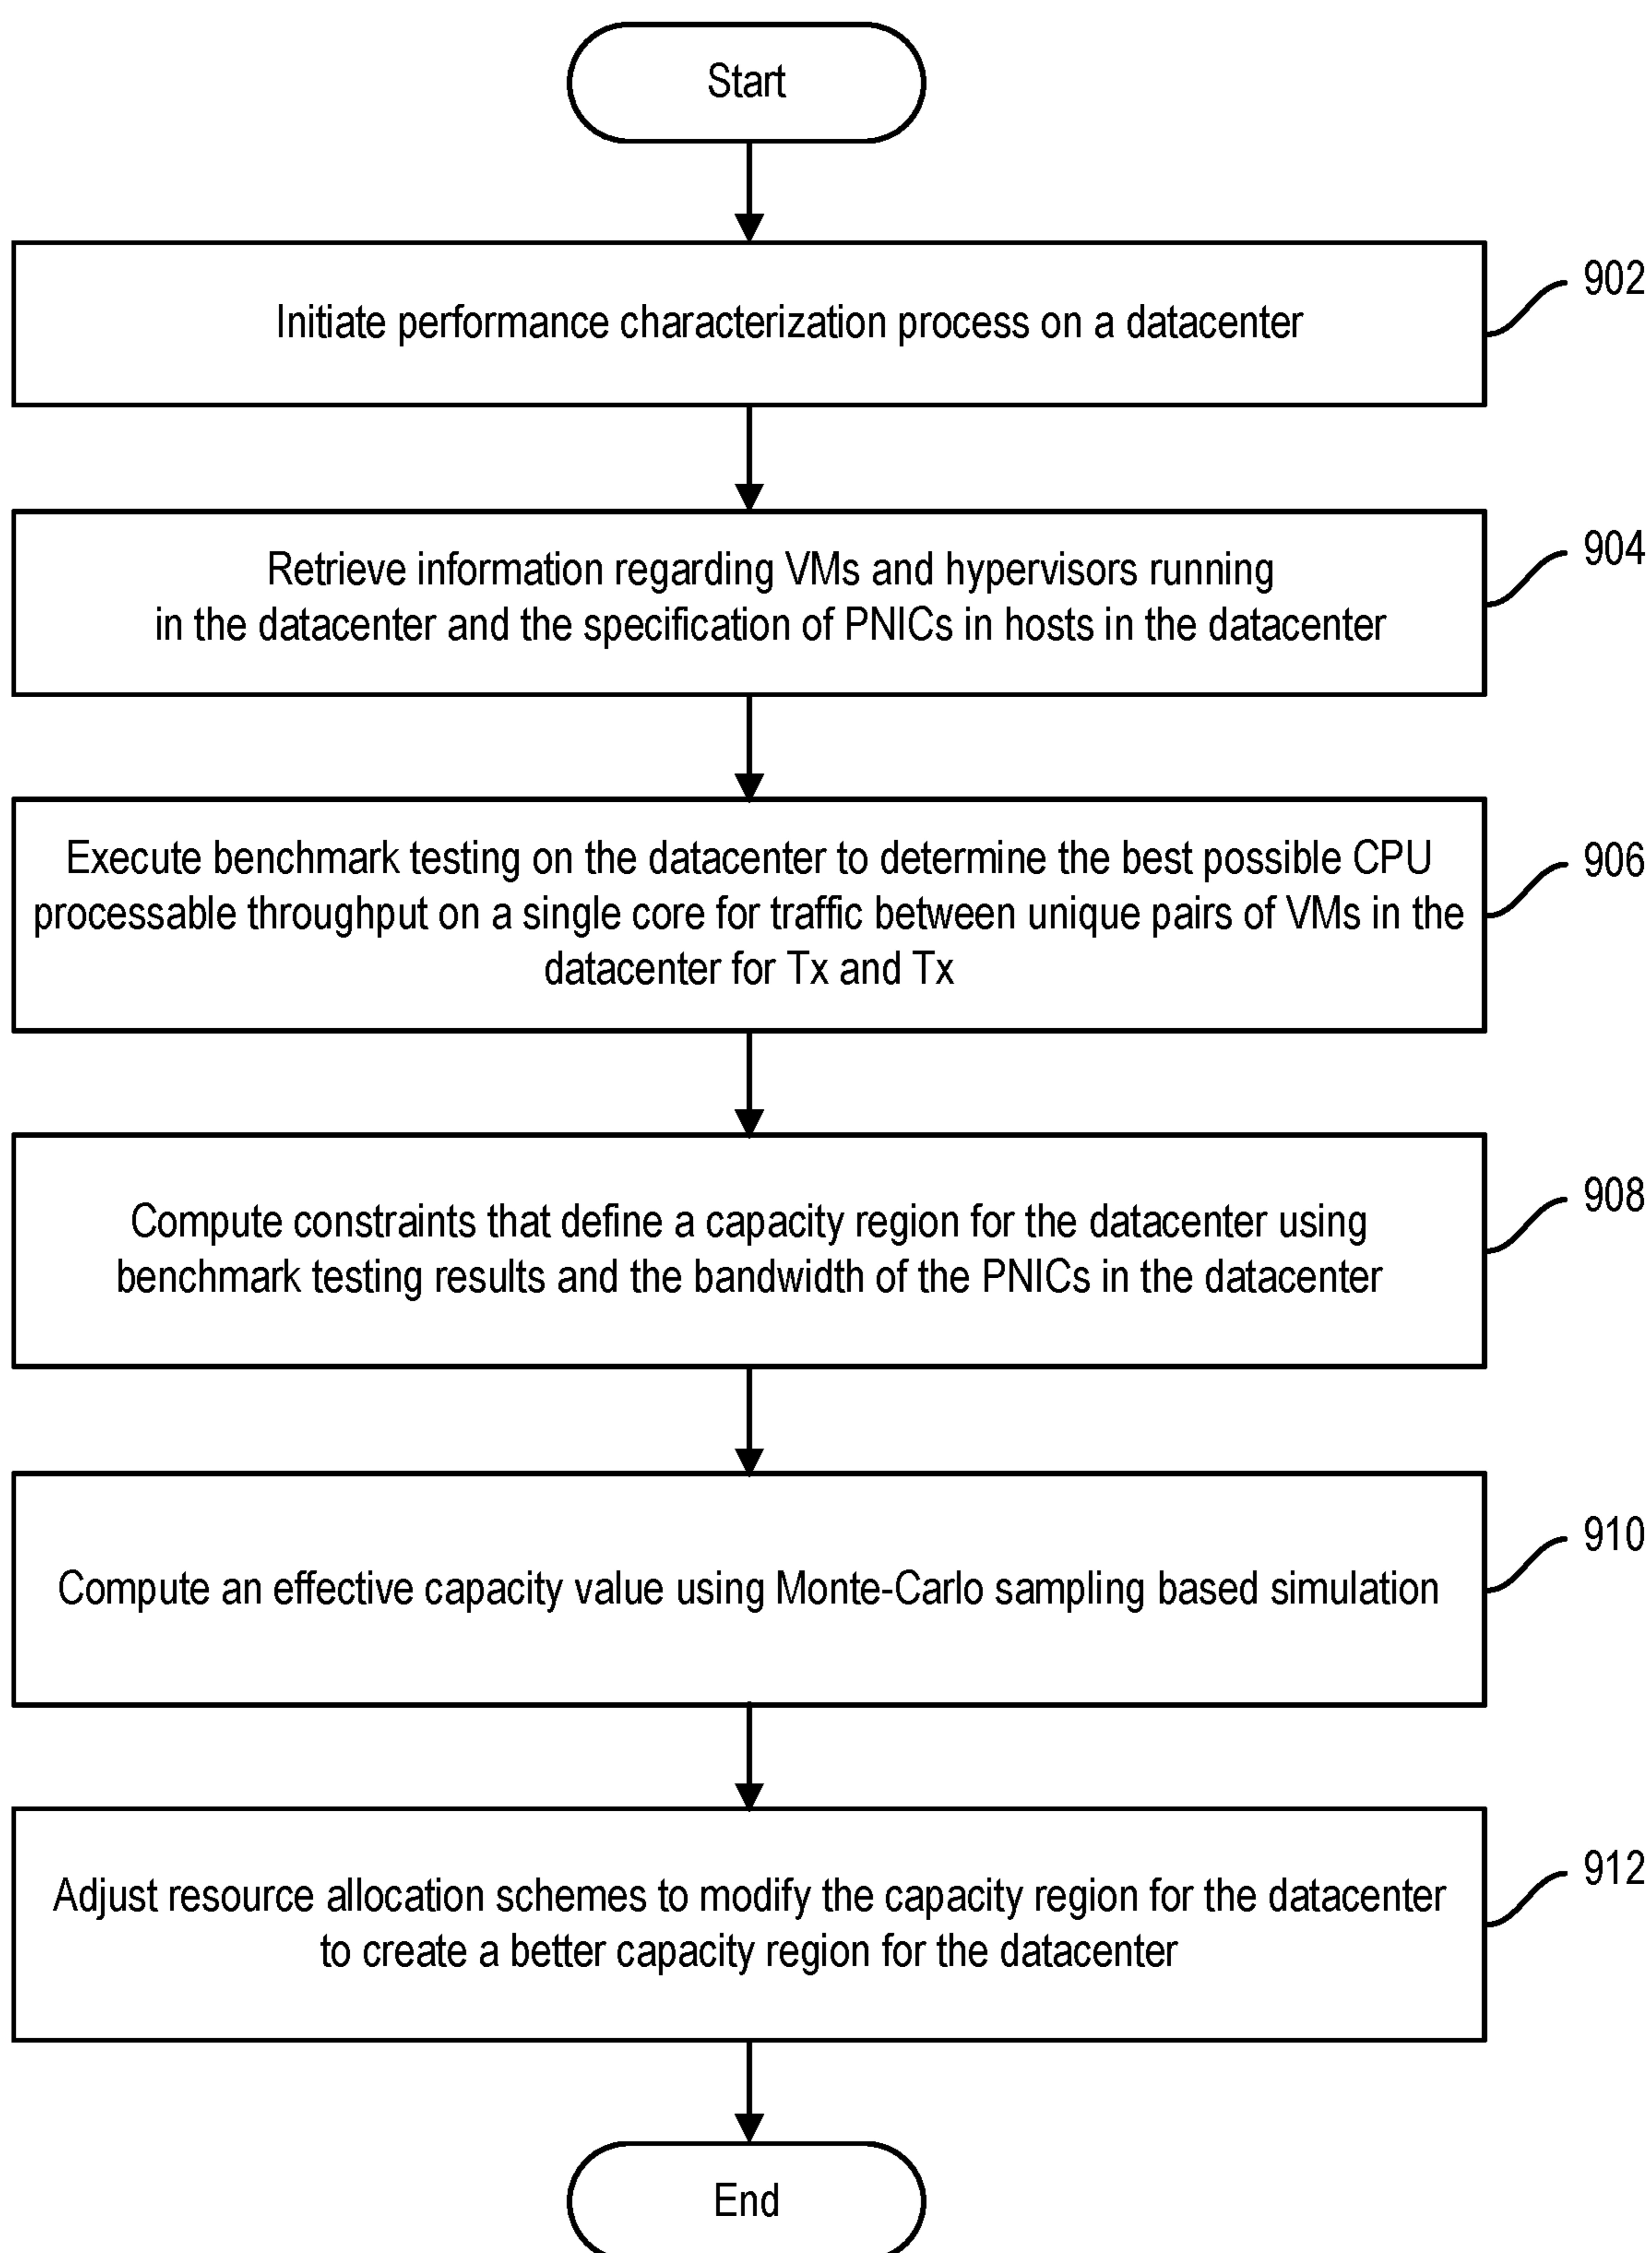 Start
Initiate performance characterization process on a datacenter
902
Retrieve information regarding VMs and hypervisors running
in the datacenter and the specification of PNICs in hosts in the datacenter
904
Execute benchmark testing on the datacenter to determine the best possible CPU
processable throughput on a single core for traffic between unique pairs of VMs in the
datacenter for Tx and Tx
906
Compute constraints that define a capacity region for the datacenter using
benchmark testing results and the bandwidth of the PNICs in the datacenter
908
Compute an effective capacity value using Monte-Carlo sampling based simulation
910
Adjust resource allocation schemes to modify the capacity region for the datacenter
to create a better capacity region for the datacenter
912
End